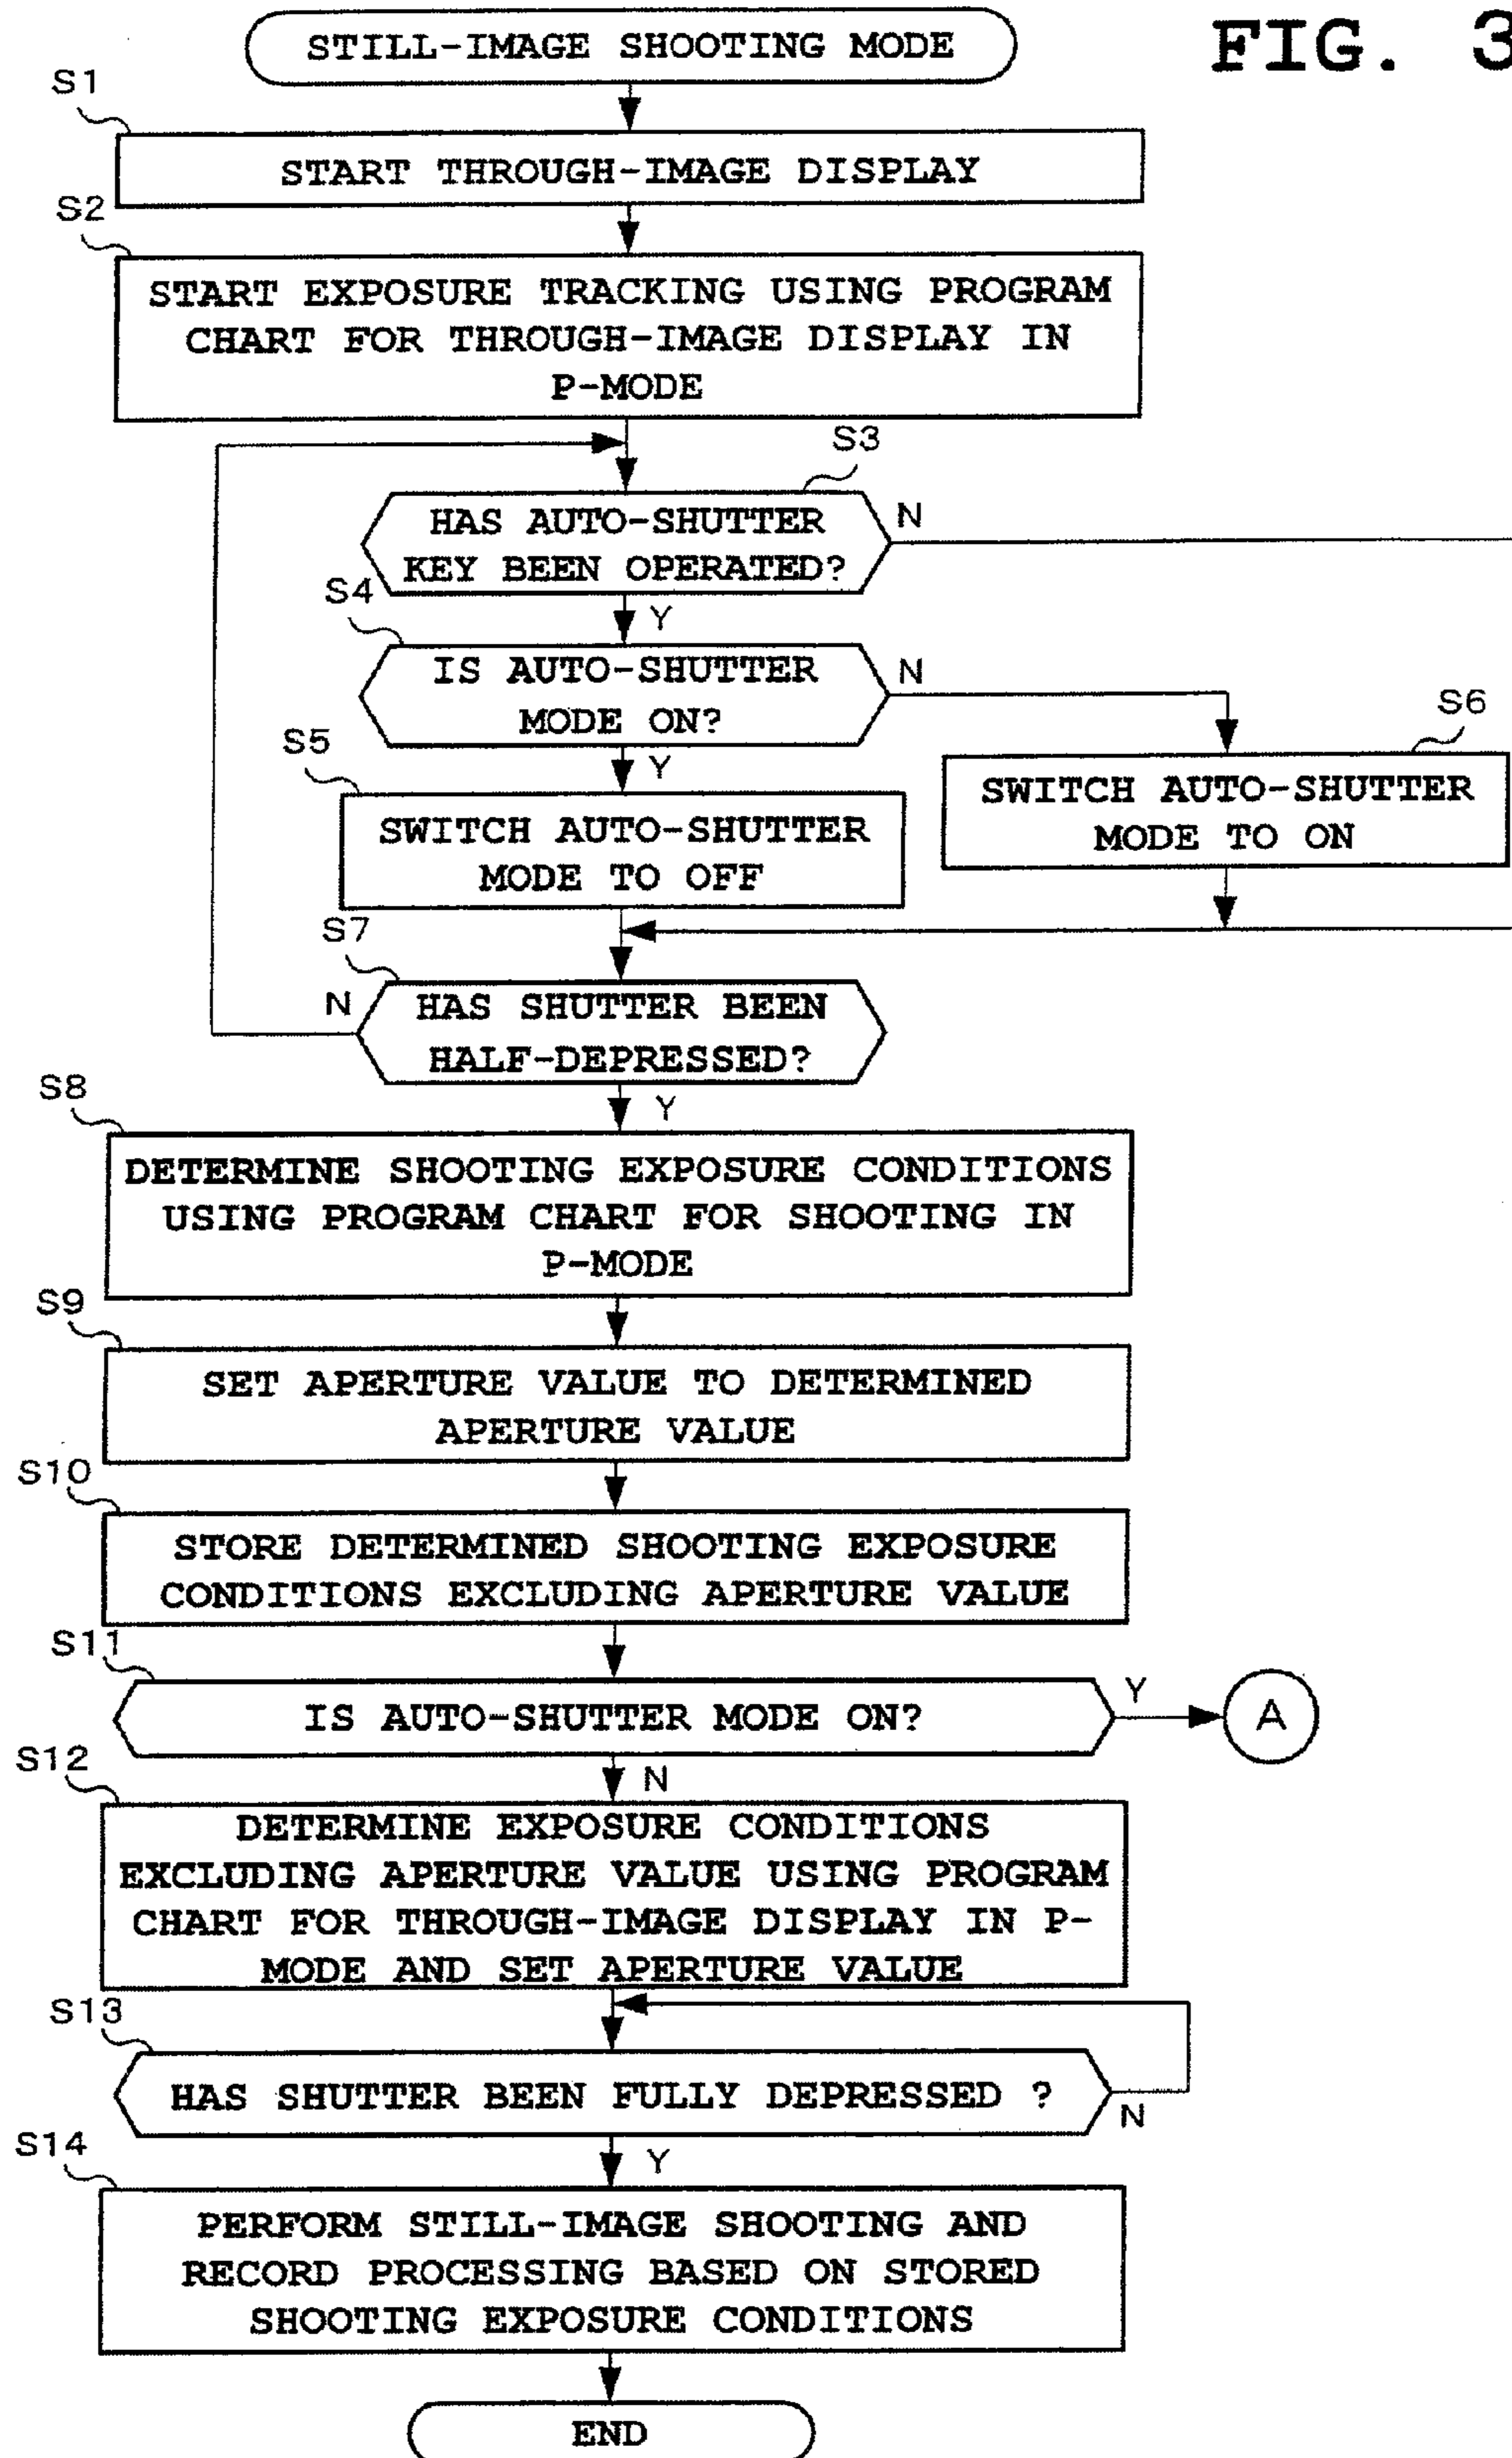 FIG. 3
STILL-IMAGE SHOOTING MODE
S1
START THROUGH-IMAGE DISPLAY
S2
START EXPOSURE TRACKING USING PROGRAM
CHART FOR THROUGH-IMAGE DISPLAY IN
P-MODE
S3
HAS AUTO-SHUTTER
KEY BEEN OPERATED?
N
Y
S4
IS AUTO-SHUTTER
MODE ON?
N
Y
S5
SWITCH AUTO-SHUTTER
MODE TO OFF
S6
SWITCH AUTO-SHUTTER
MODE TO ON
S7
HAS SHUTTER BEEN
HALF-DEPRESSED?
N
Y
S8
DETERMINE SHOOTING EXPOSURE CONDITIONS
USING PROGRAM CHART FOR SHOOTING IN
P-MODE
S9
SET APERTURE VALUE TO DETERMINED
APERTURE VALUE
S10
STORE DETERMINED SHOOTING EXPOSURE
CONDITIONS EXCLUDING APERTURE VALUE
S11
IS AUTO-SHUTTER MODE ON?
Y
A
N
S12
DETERMINE EXPOSURE CONDITIONS
EXCLUDING APERTURE VALUE USING PROGRAM
CHART FOR THROUGH-IMAGE DISPLAY IN P-
MODE AND SET APERTURE VALUE
S13
HAS SHUTTER BEEN FULLY DEPRESSED ?
N
Y
S14
PERFORM STILL-IMAGE SHOOTING AND
RECORD PROCESSING BASED ON STORED
SHOOTING EXPOSURE CONDITIONS
END